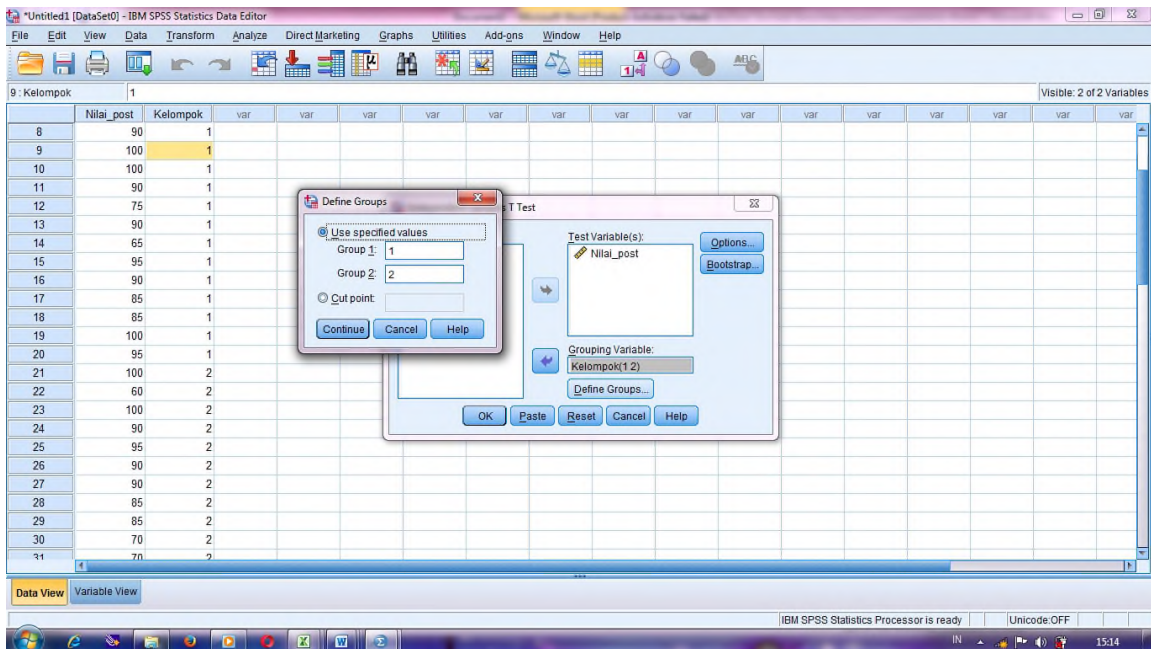 *Untitled1 [DataSet0] - IBM SPSS Statistics Data Editor
File Edit View Data Transform Analyze Direct Marketing Graphs Utilities Add-ons Window Help
9 : Kelompok 1 Visible: 2 of 2 Variables
Nilai_post Kelompok var var var var var var var var var var var var var
8 90 1
9 100 1
10 100 1
11 90 1
12 75 1
13 90 1
14 65 1
15 95 1
16 90 1
17 85 1
18 85 1
19 100 1
20 95 1
21 100 2
22 60 2
23 100 2
24 90 2
25 95 2
26 90 2
27 90 2
28 85 2
29 85 2
30 70 2
31 70 2
Define Groups
Use specified values
Group 1: 1
Group 2: 2
Cut point:
Continue Cancel Help
T Test
Test Variable(s):
Nilai_post
Options...
Bootstrap...
Grouping Variable:
Kelompok(1 2)
Define Groups...
OK Paste Reset Cancel Help
Data View Variable View
IBM SPSS Statistics Processor is ready Unicode:OFF
IN 15:14